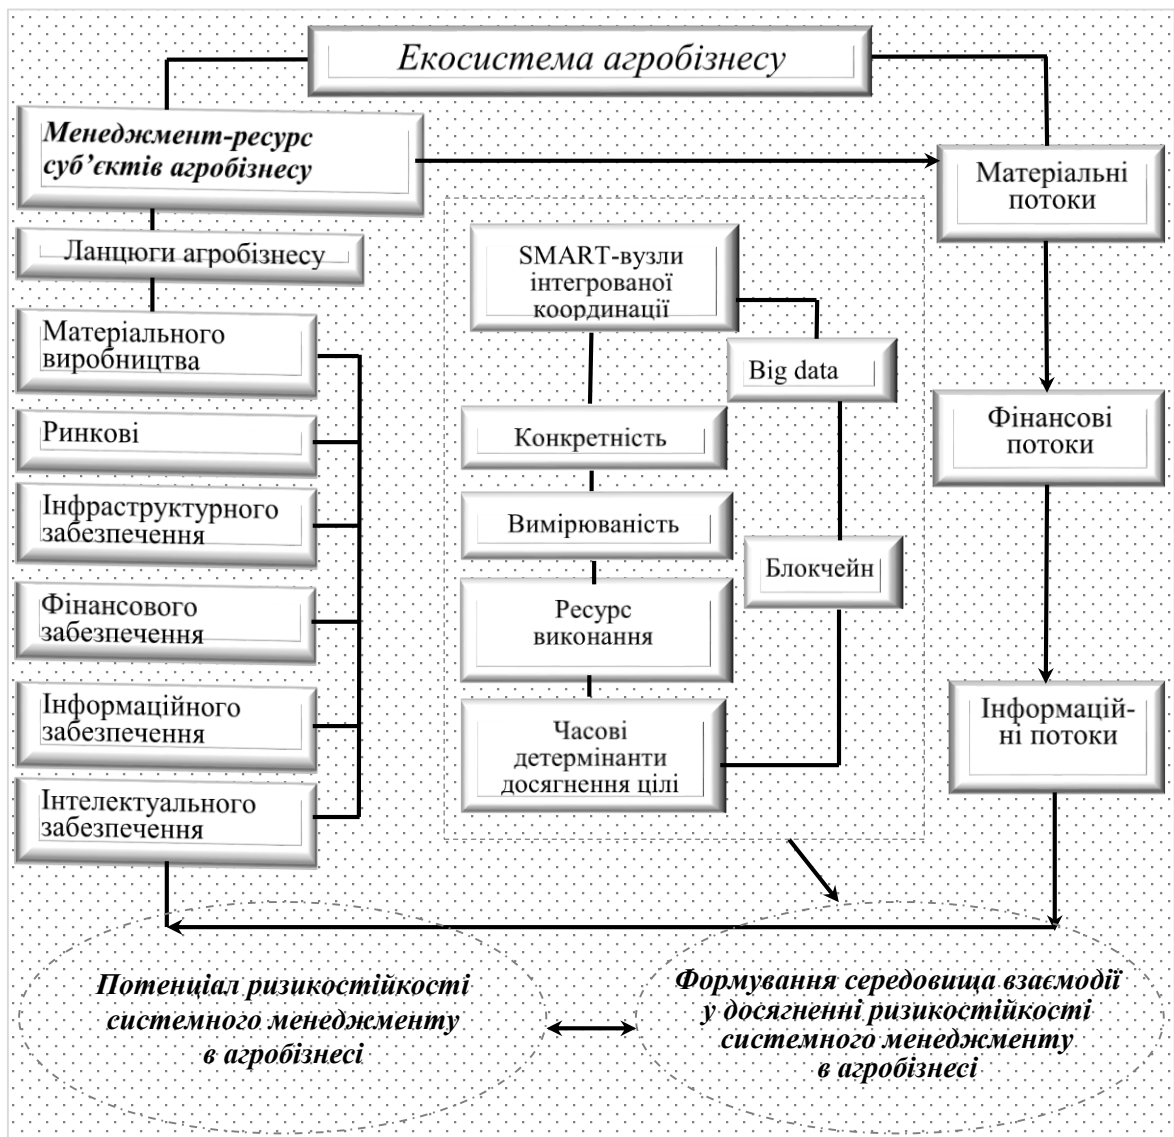 Екосистема агробізнесу
Менеджмент-ресурс
суб’єктів агробізнесу
Ланцюги агробізнесу
Матеріального
виробництва
Ринкові
Інфраструктурного
забезпечення
Фінансового
забезпечення
Інформаційного
забезпечення
Інтелектуального
забезпечення
SMART-вузли
інтегрованої
координації
Big data
Конкретність
Вимірюваність
Блокчейн
Ресурс
виконання
Часові
детермінанти
досягнення цілі
Матеріальні
потоки
Фінансові
потоки
Інформацій-
ні потоки
Потенціал ризикостійкості
системного менеджменту
в агробізнесі
Формування середовища взаємодії
у досягненні ризикостійкості
системного менеджменту
в агробізнесі